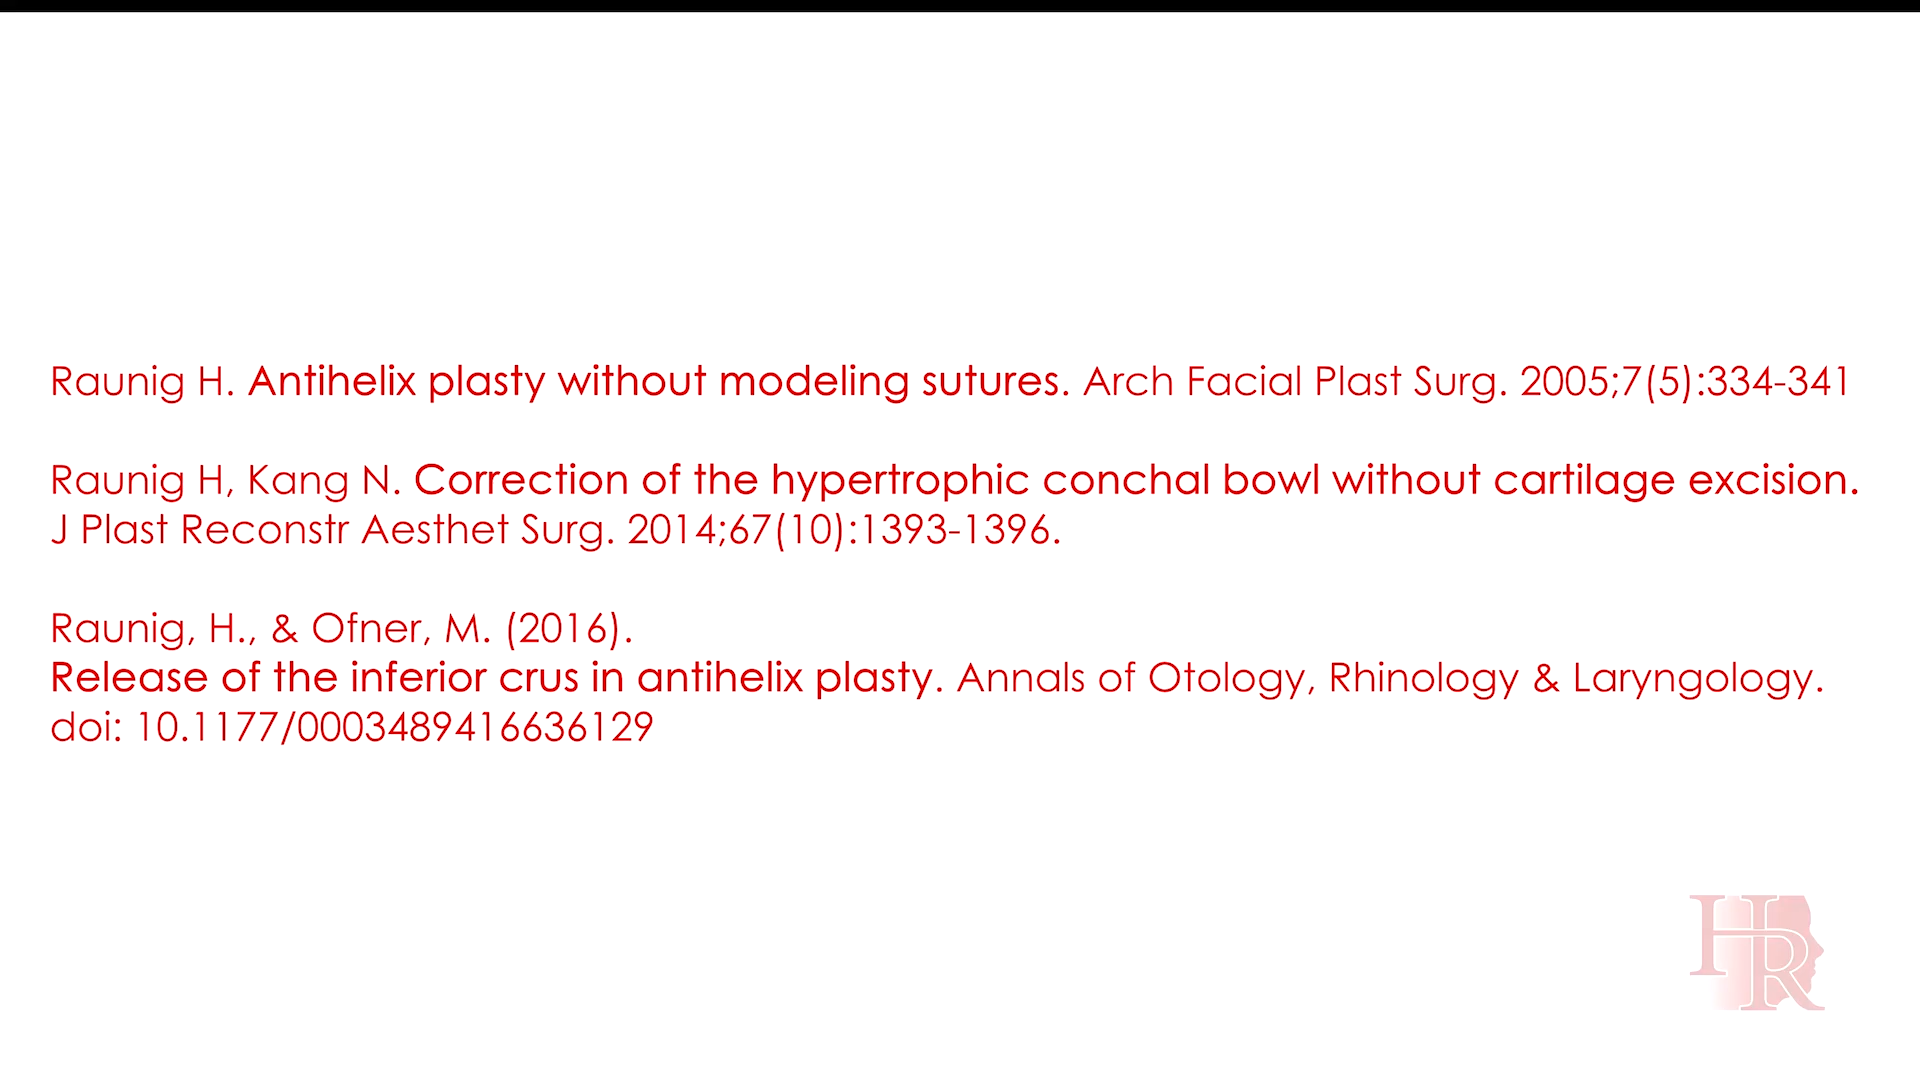 Raunig H. Antihelix plasty without modeling sutures. Arch Facial Plast Surg. 2005;7(5):334-341
Raunig H, Kang N. Correction of the hypertrophic conchal bowl without cartilage excision.
J Plast Reconstr Aesthet Surg. 2014;67(10):1393-1396.
Raunig, H., & Ofner, M. (2016).
Release of the inferior crus in antihelix plasty. Annals of Otology, Rhinology & Laryngology.
doi: 10.1177/0003489416636129
HR